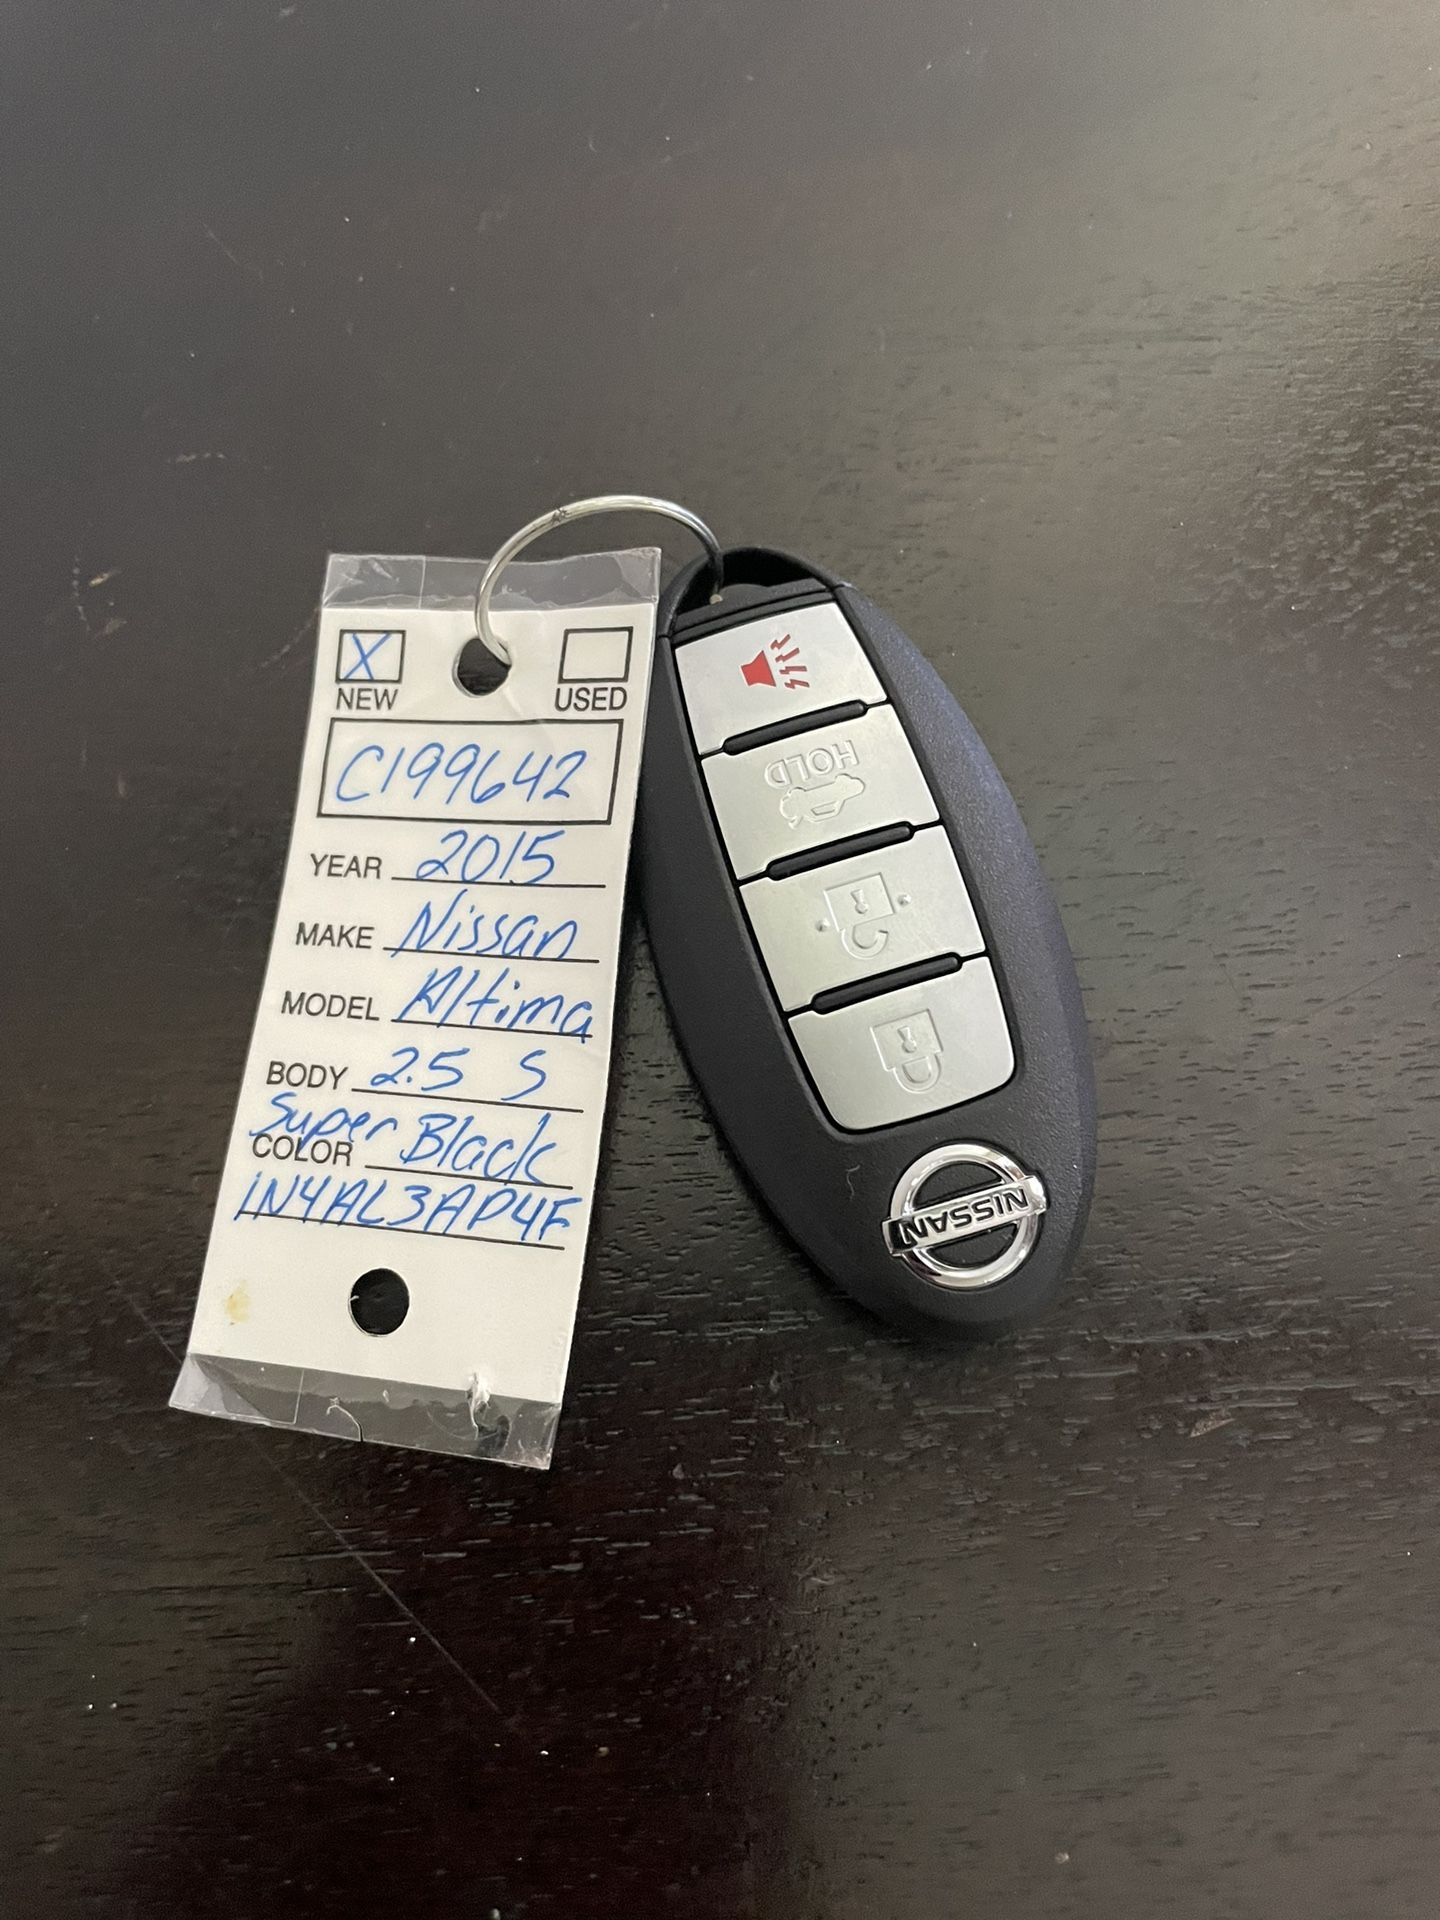 X
NEW USED
C199642
YEAR 2015
MAKE Nissan
MODEL Altima
BODY 2.5 S
Super
COLOR Black
1N4AL3AP4F
HOLD
NISSAN